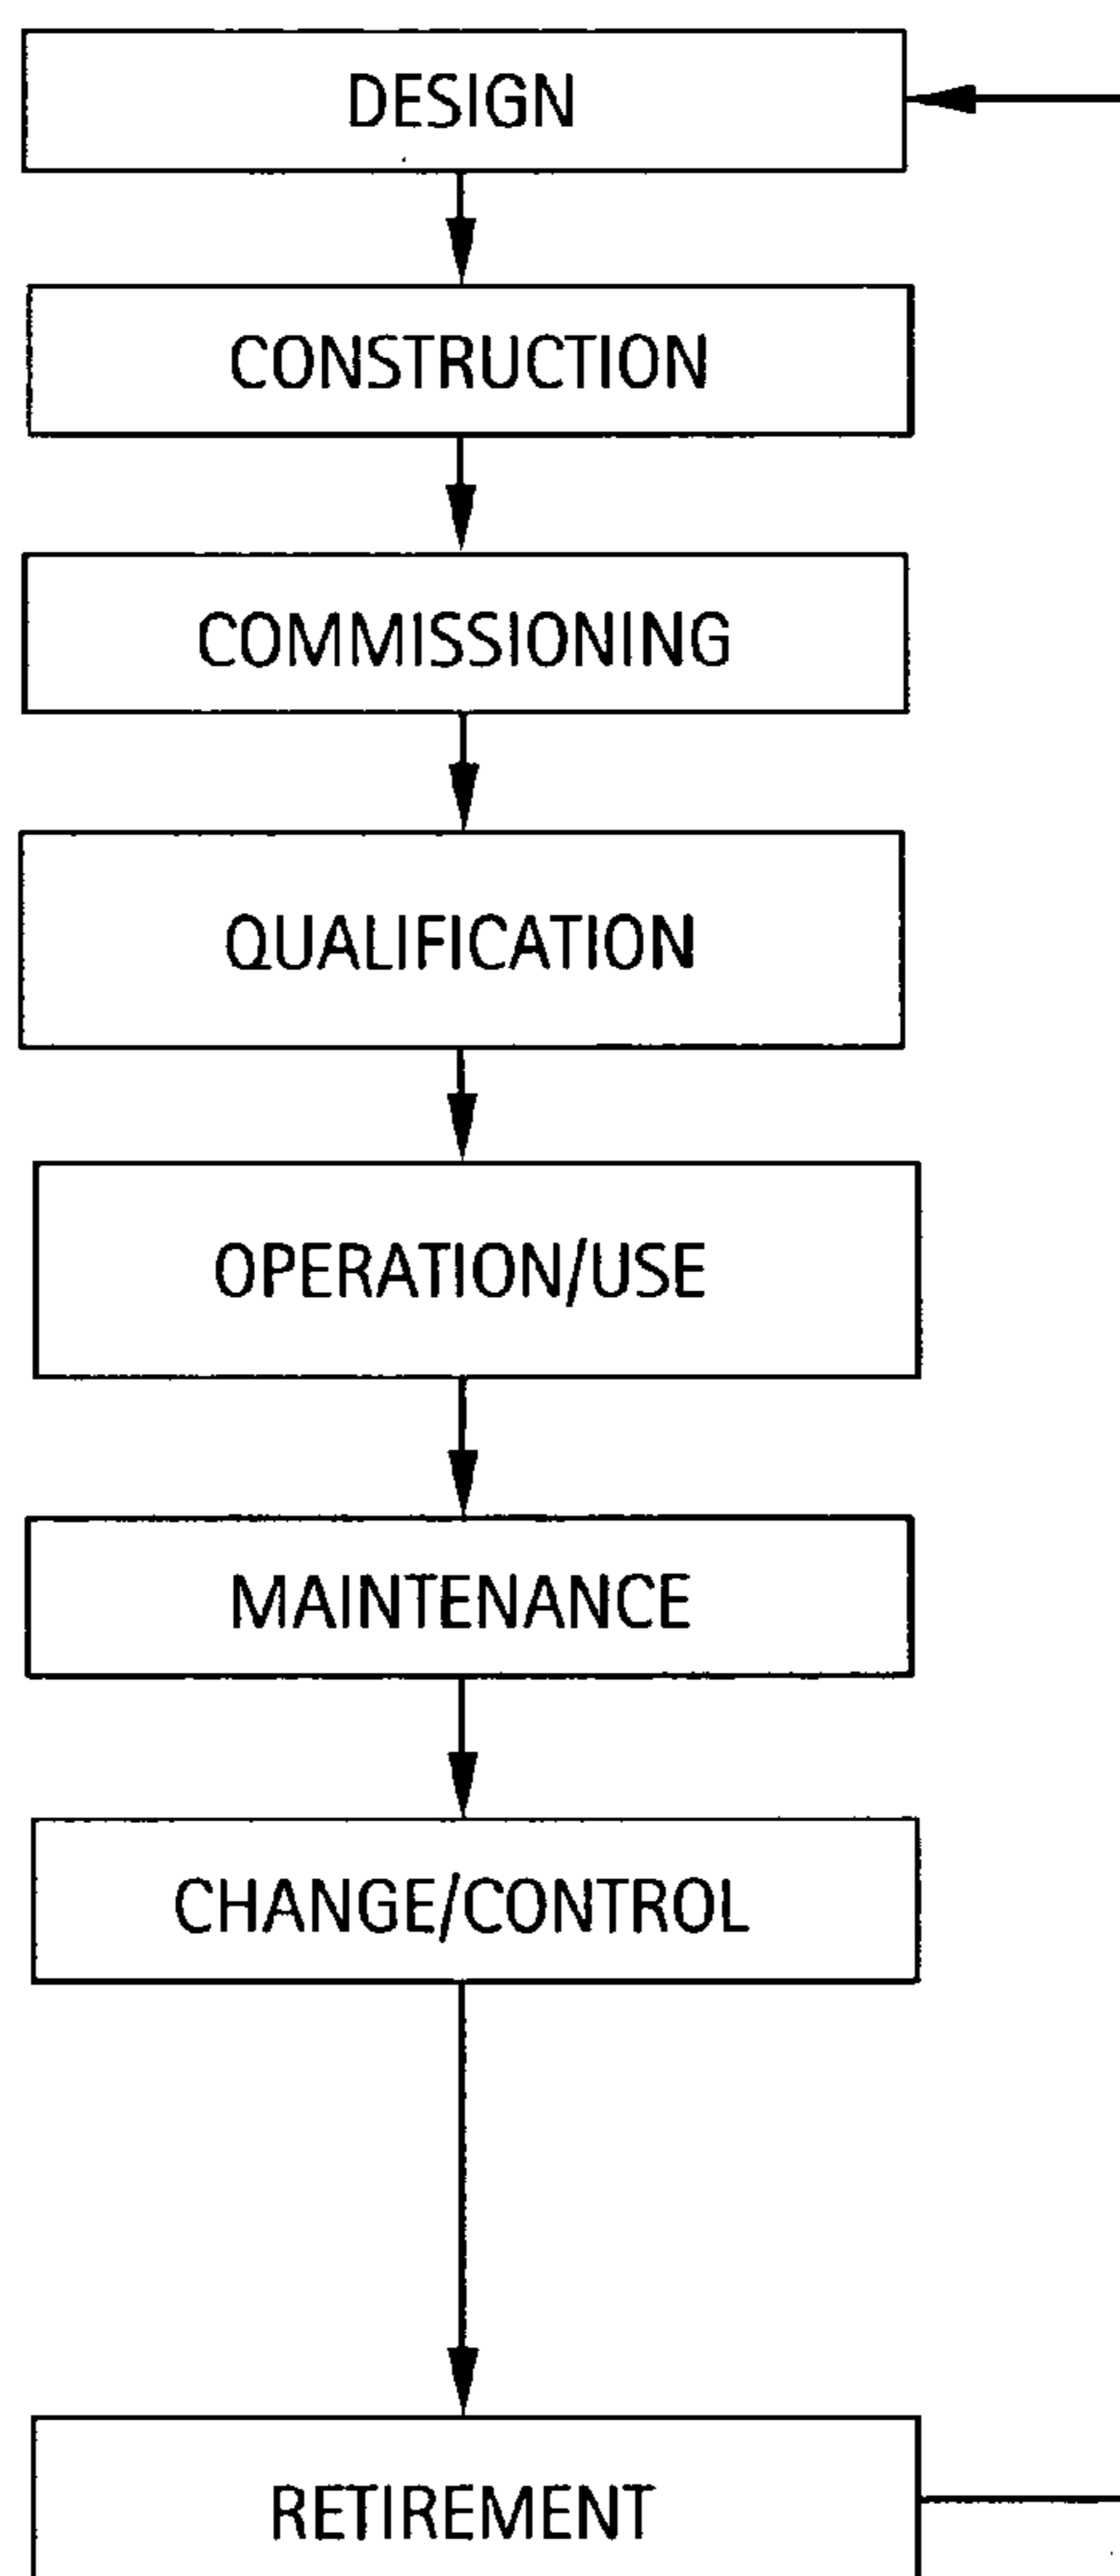 DESIGN
CONSTRUCTION
COMMISSIONING
QUALIFICATION
OPERATION/USE
MAINTENANCE
CHANGE/CONTROL
RETIREMENT